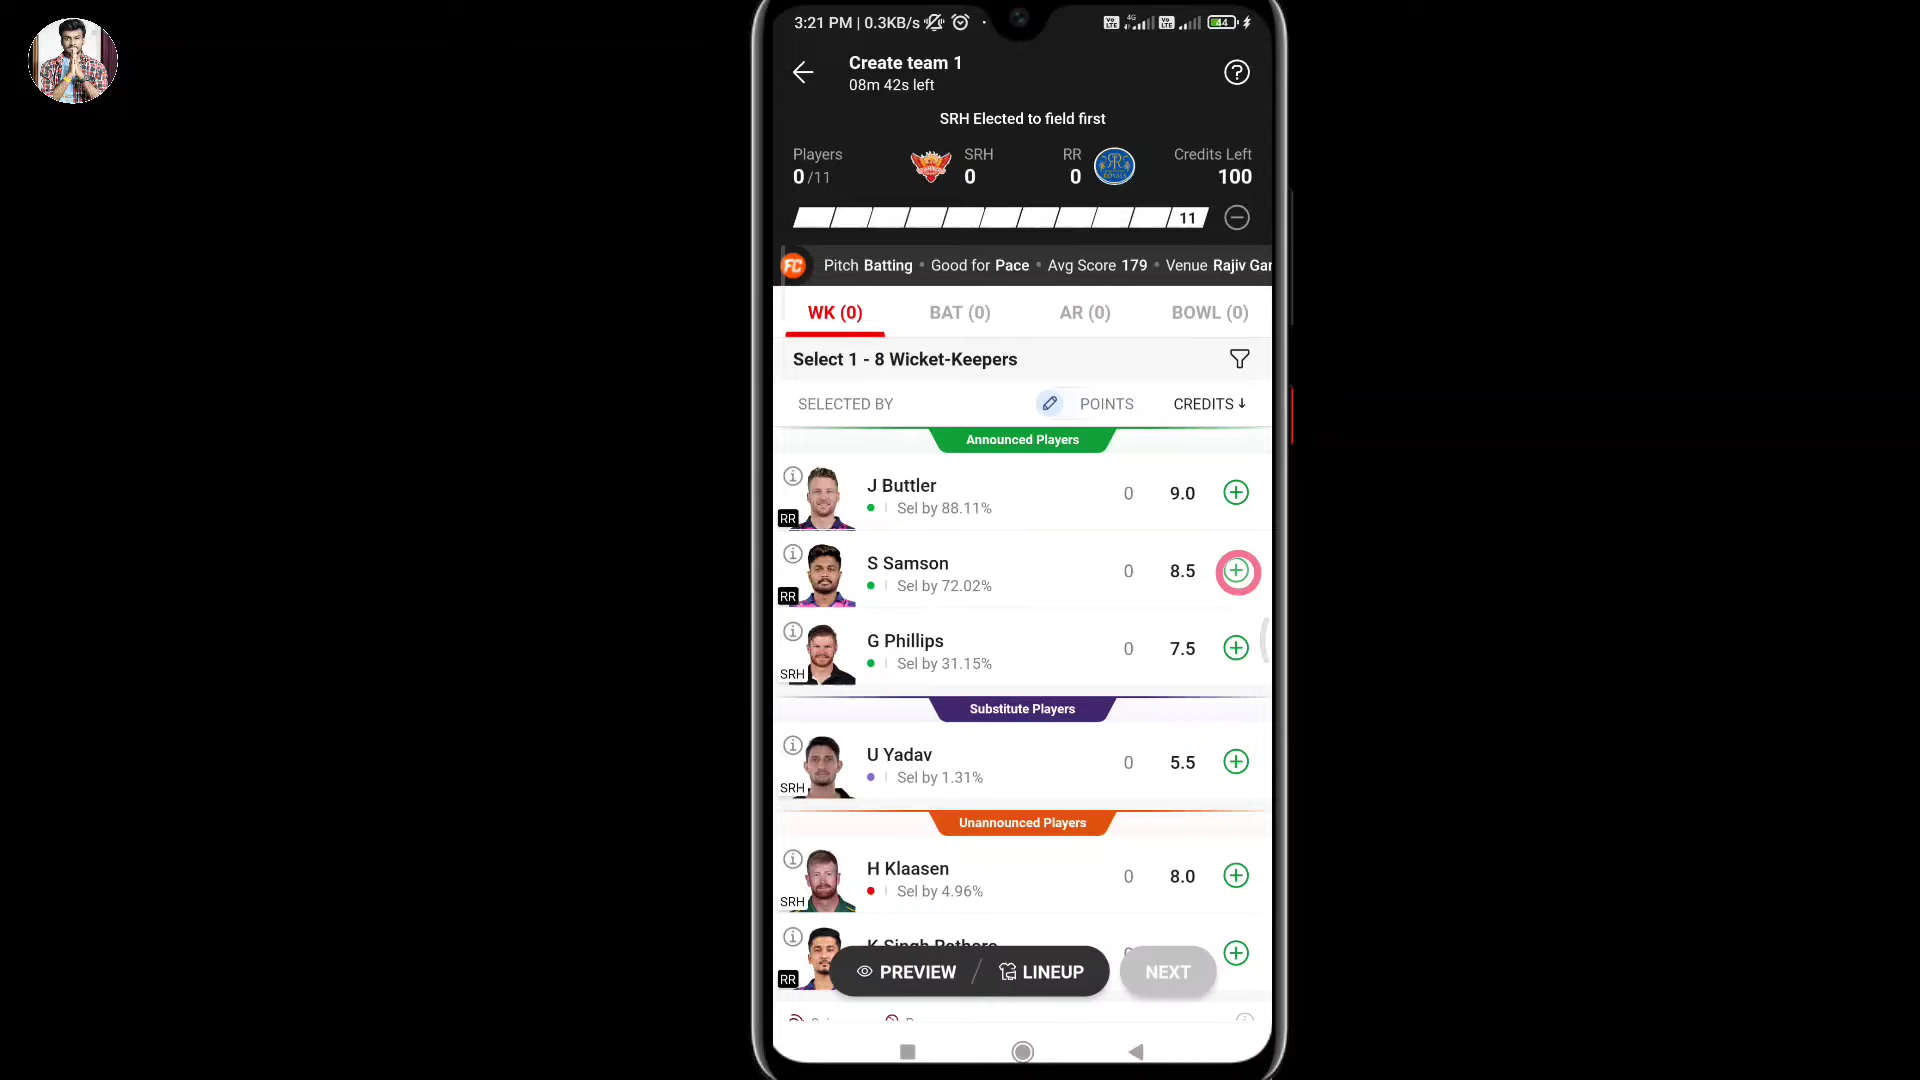 3:21 PM | 0.3KB/s
4G
44
Create team 1
08m 42s left
SRH Elected to field first
Players
0/11
SRH
0
RR
0
Credits Left
100
11
FC Pitch Batting • Good for Pace • Avg Score 179 • Venue Rajiv Gar
WK (0) BAT (0) AR (0) BOWL (0)
Select 1 - 8 Wicket-Keepers
SELECTED BY POINTS CREDITS↓
Announced Players
J Buttler
Sel by 88.11%
RR
0 9.0
S Samson
Sel by 72.02%
RR
0 8.5
G Phillips
Sel by 31.15%
SRH
0 7.5
Substitute Players
U Yadav
Sel by 1.31%
SRH
0 5.5
Unannounced Players
H Klaasen
Sel by 4.96%
SRH
0 8.0
K Singh Rathore
RR
PREVIEW / LINEUP
NEXT